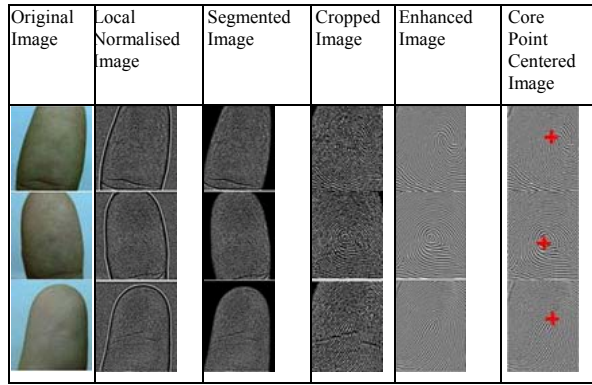 Original
Image
Local
Normalised
Image
Segmented
Image
Cropped
Image
Enhanced
Image
Core
Point
Centered
Image